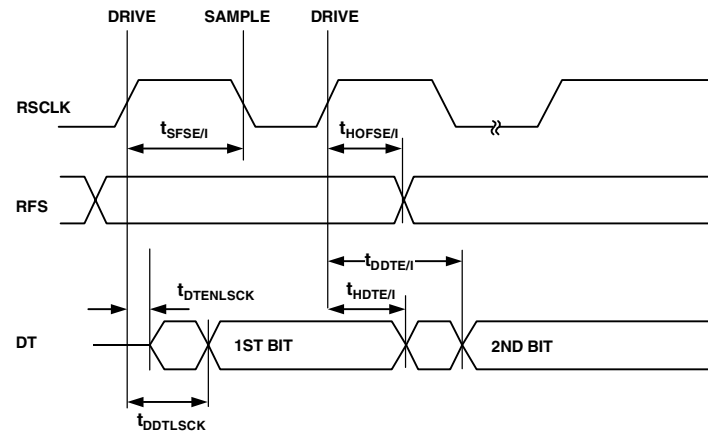 DRIVE SAMPLE DRIVE
RSCLK
tSFSE/I tHOFSE/I
RFS
tDDTE/I
tDTENLSCK tHDTE/I
DT 1ST BIT 2ND BIT
tDDTLSCK